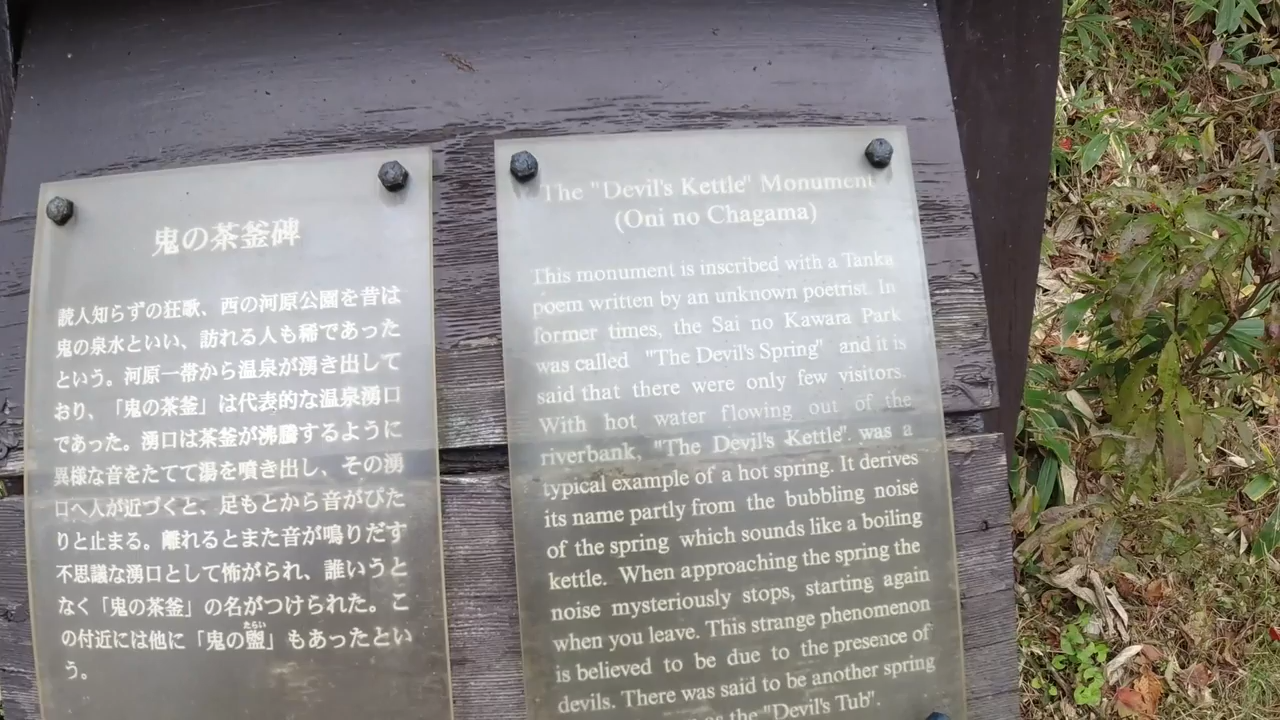 鬼の茶釜碑
読人知らずの狂歌、西の河原公園を昔は
鬼の泉水といい、訪れる人も稀であった
という。河原一帯から温泉が湧き出して
おり、「鬼の茶釜」は代表的な温泉湧口
であった。湧口は茶釜が沸騰するように
異様な音をたてて湯を噴き出し、その湧
口へ人が近づくと、足もとから音がぴた
りと止まる。離れるとまた音が鳴りだす
不思議な湧口として怖がられ、誰いうと
なく「鬼の茶釜」の名がつけられた。こ
たらい
の付近には他に「鬼の盥」もあったとい
う。
The "Devil's Kettle" Monument
(Oni no Chagama)
This monument is inscribed with a Tanka
poem written by an unknown poetrist. In
former times, the Sai no Kawara Park
was called "The Devil's Spring" and it is
said that there were only few visitors.
With hot water flowing out of the
riverbank, "The Devil's Kettle". was a
typical example of a hot spring. It derives
its name partly from the bubbling noise
of the spring which sounds like a boiling
kettle. When approaching the spring the
noise mysteriously stops, starting again
when you leave. This strange phenomenon
is believed to be due to the presence of
devils. There was said to be another spring
as the "Devil's Tub".